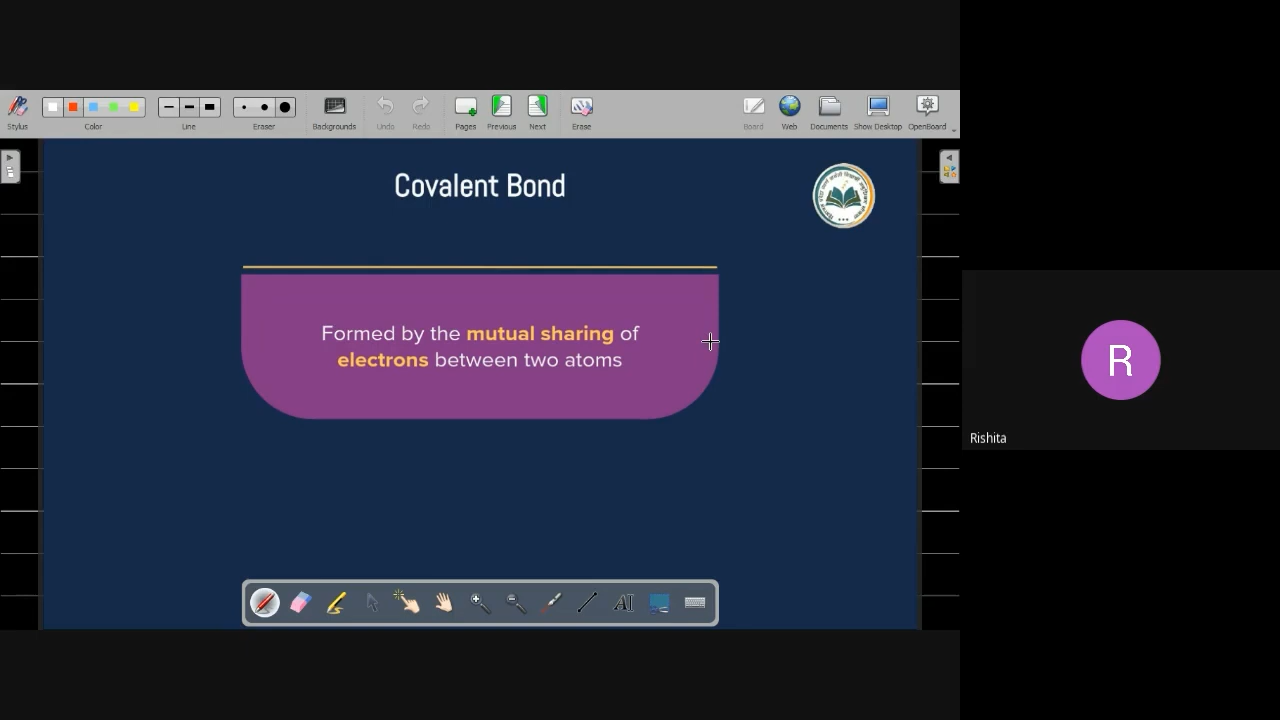 Stylus
Color
Line
Eraser
Backgrounds
Undo
Redo
Pages
Previous
Next
Erase
Board
Web
Documents
Show Desktop
OpenBoard
Covalent Bond
Formed by the mutual sharing of
electrons between two atoms
AI
R
Rishita